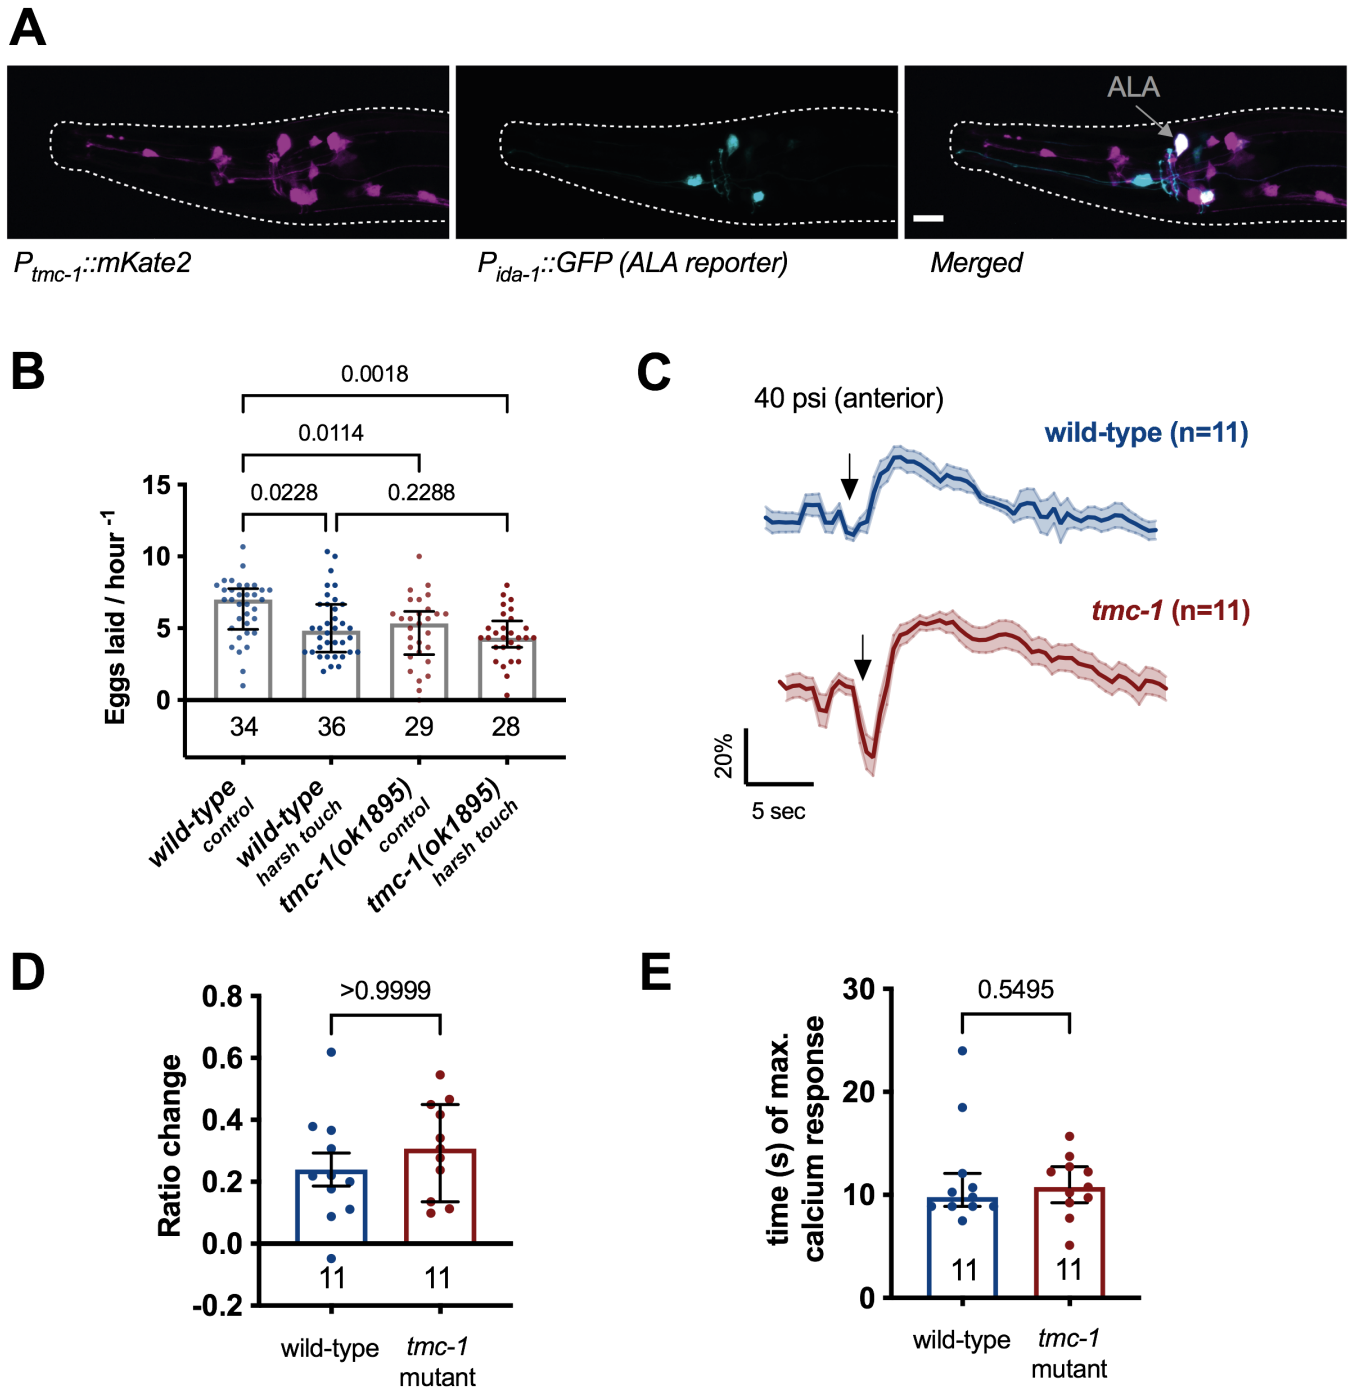 A
ALA
Ptmc-1::mKate2
Pida-1::GFP (ALA reporter)
Merged
B
0.0018
0.0114
0.0228
0.2288
Eggs laid / hour -1
15
10
5
0
34
36
29
28
wild-type
control
wild-type
harsh touch
tmc-1(ok1895)
control
tmc-1(ok1895)
harsh touch
C
40 psi (anterior)
wild-type (n=11)
tmc-1 (n=11)
20%
5 sec
D
>0.9999
Ratio change
0.8
0.6
0.4
0.2
0.0
-0.2
11
11
wild-type
tmc-1
mutant
E
0.5495
time (s) of max.
calcium response
30
20
10
0
11
11
wild-type
tmc-1
mutant